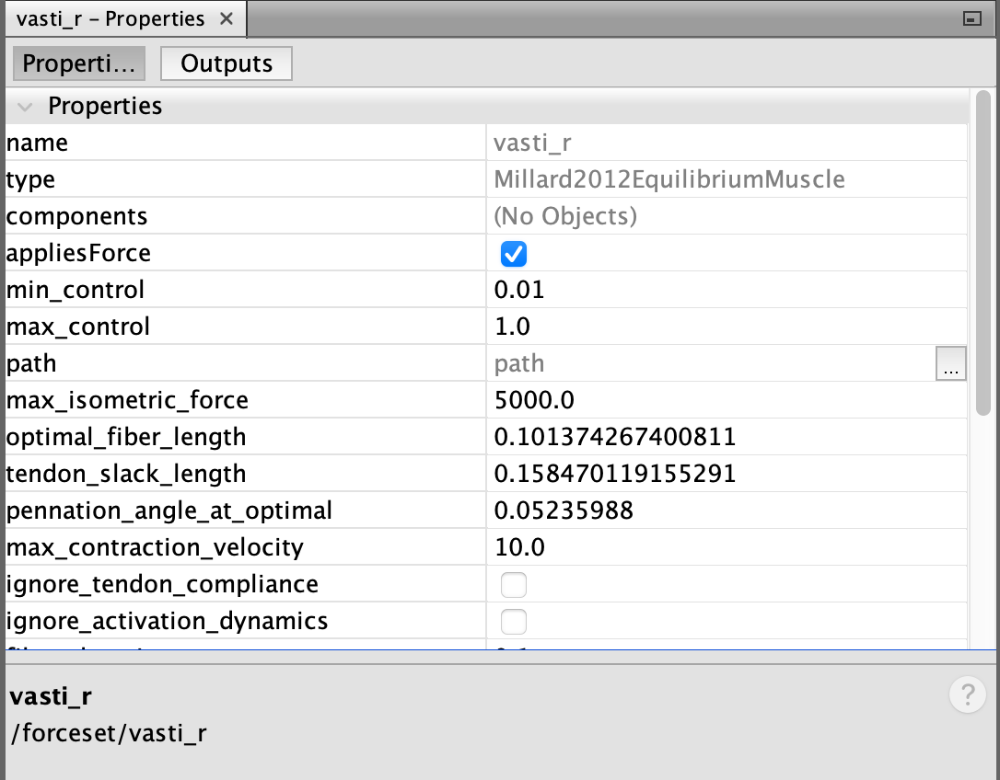 vasti_r – Properties ×
Properti... Outputs
Properties
name vasti_r
type Millard2012EquilibriumMuscle
components (No Objects)
appliesForce
min_control 0.01
max_control 1.0
path path ...
max_isometric_force 5000.0
optimal_fiber_length 0.101374267400811
tendon_slack_length 0.158470119155291
pennation_angle_at_optimal 0.05235988
max_contraction_velocity 10.0
ignore_tendon_compliance
ignore_activation_dynamics
vasti_r ?
/forceset/vasti_r